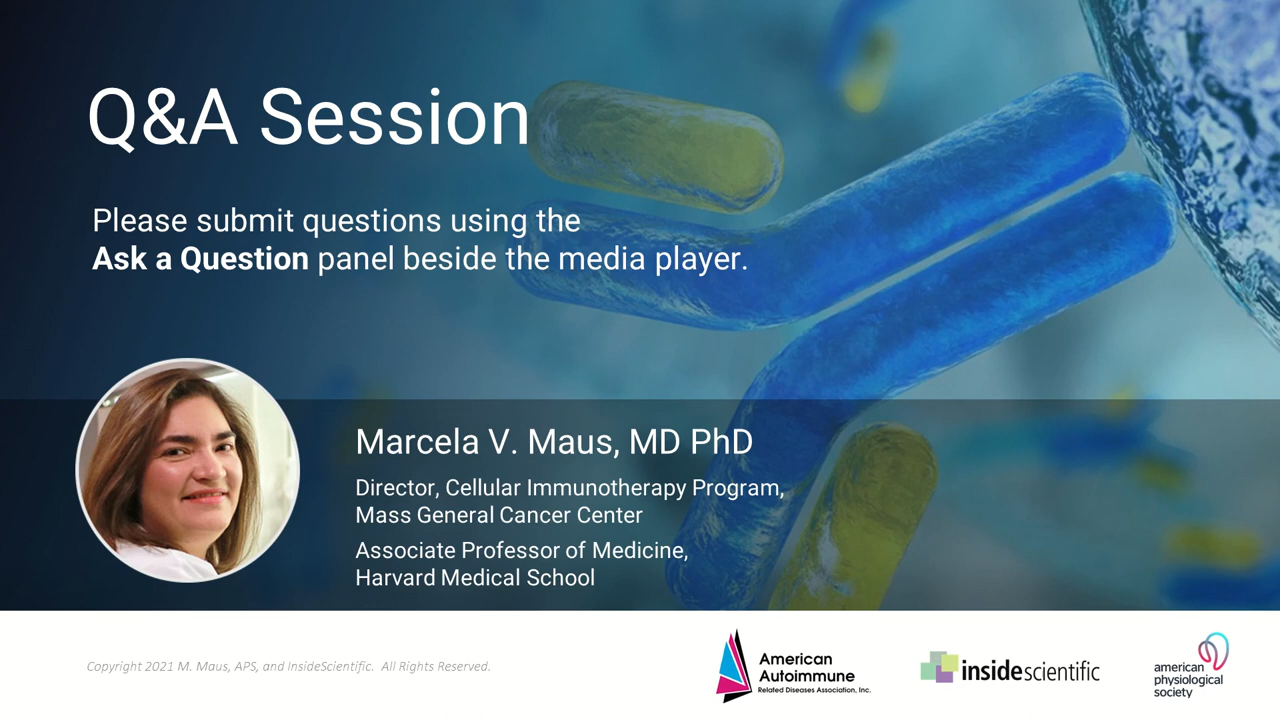 Q&A Session
Please submit questions using the
Ask a Question panel beside the media player.
Marcela V. Maus, MD PhD
Director, Cellular Immunotherapy Program,
Mass General Cancer Center
Associate Professor of Medicine,
Harvard Medical School
Copyright 2021 M. Maus, APS, and InsideScientific.  All Rights Reserved.
American
Autoimmune
Related Diseases Association, Inc.
insidescientific
american
physiological
society